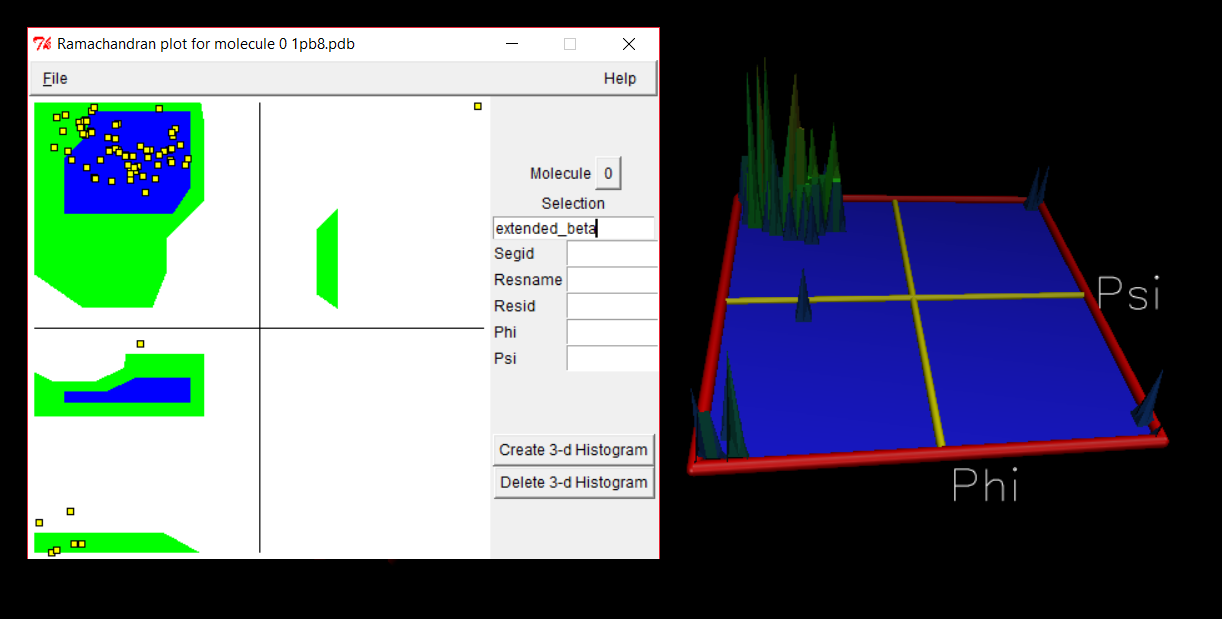 Ramachandran plot for molecule 0 1pb8.pdb
File
Help
Molecule 0
Selection
extended_beta
Segid
Resname
Resid
Phi
Psi
Create 3-d Histogram
Delete 3-d Histogram
Psi
Phi